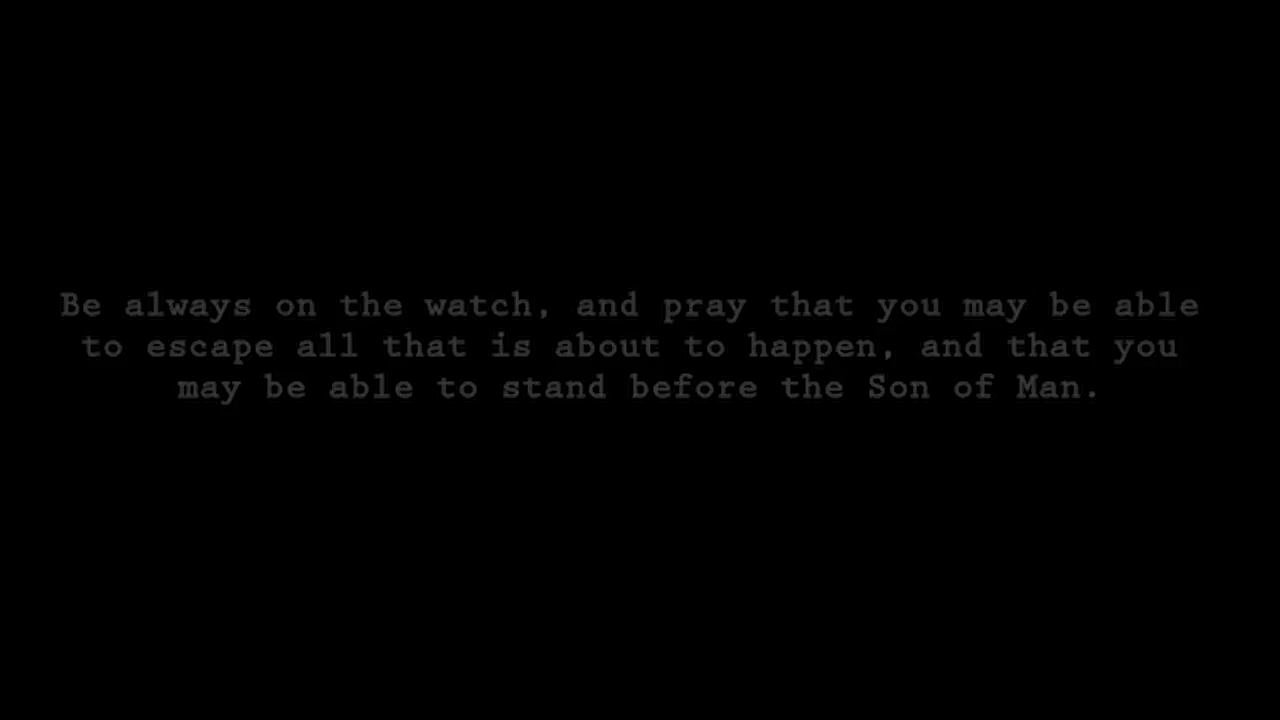 Be always on the watch, and pray that you may be able
to escape all that is about to happen, and that you
may be able to stand before the Son of Man.